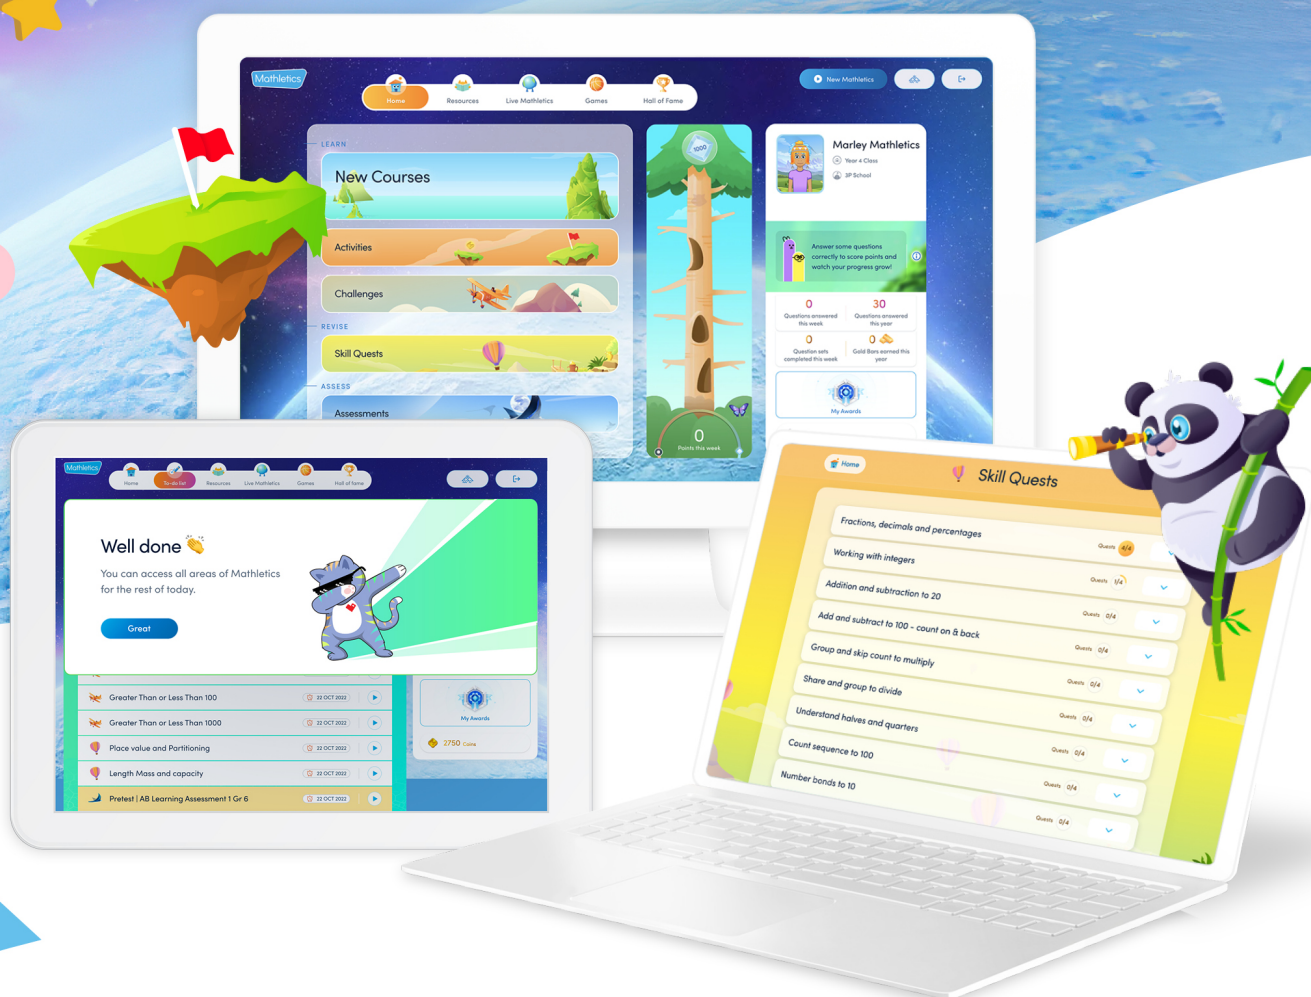 Mathletics
Home
Resources
Live Mathletics
Games
Hall of Fame
New Mathletics
LEARN
New Courses
Activities
Challenges
REVISE
Skill Quests
ASSESS
Assessments
1000
0
Points this week
Marley Mathletics
Year 4 Class
3P School
Answer some questions
correctly to score points and
watch your progress grow!
0
Questions answered
this week
30
Questions answered
this year
0
Question sets
completed this week
0
Gold Bars earned this
year
My Awards
Mathletics
Home
To-do list
Resources
Live Mathletics
Games
Hall of fame
Well done
You can access all areas of Mathletics
for the rest of today.
Great
Greater Than or Less Than 100
22 OCT 2022
Greater Than or Less Than 1000
22 OCT 2022
Place value and Partitioning
22 OCT 2022
Length Mass and capacity
22 OCT 2022
Pretest | AB Learning Assessment 1 Gr 6
22 OCT 2022
My Awards
2750 Coins
Home
Skill Quests
Fractions, decimals and percentages
Quests 4/4
Working with integers
Quests 1/4
Addition and subtraction to 20
Quests 0/4
Add and subtract to 100 - count on & back
Quests 0/4
Group and skip count to multiply
Quests 0/4
Share and group to divide
Quests 0/4
Understand halves and quarters
Quests 0/4
Count sequence to 100
Quests 0/4
Number bonds to 10
Quests 0/4